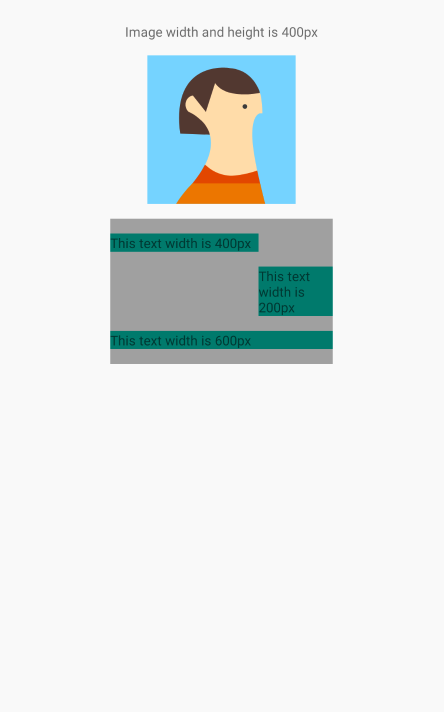 Image width and height is 400px
This text width is 400px
This text
width is
200px
This text width is 600px